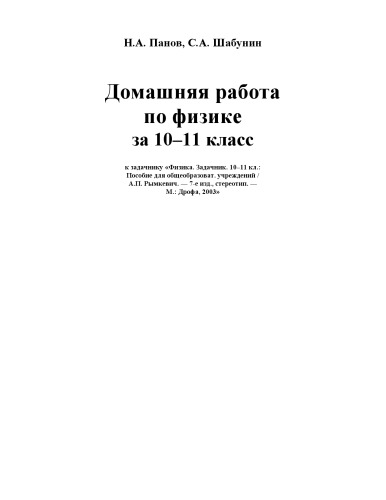 Н.А. Панов, С.А. Шабунин
Домашняя работа
по физике
за 10–11 класс
к задачнику «Физика. Задачник. 10–11 кл.:
Пособие для общеобразоват. учреждений /
А.П. Рымкевич. — 7-е изд., стереотип. —
М.: Дрофа, 2003»